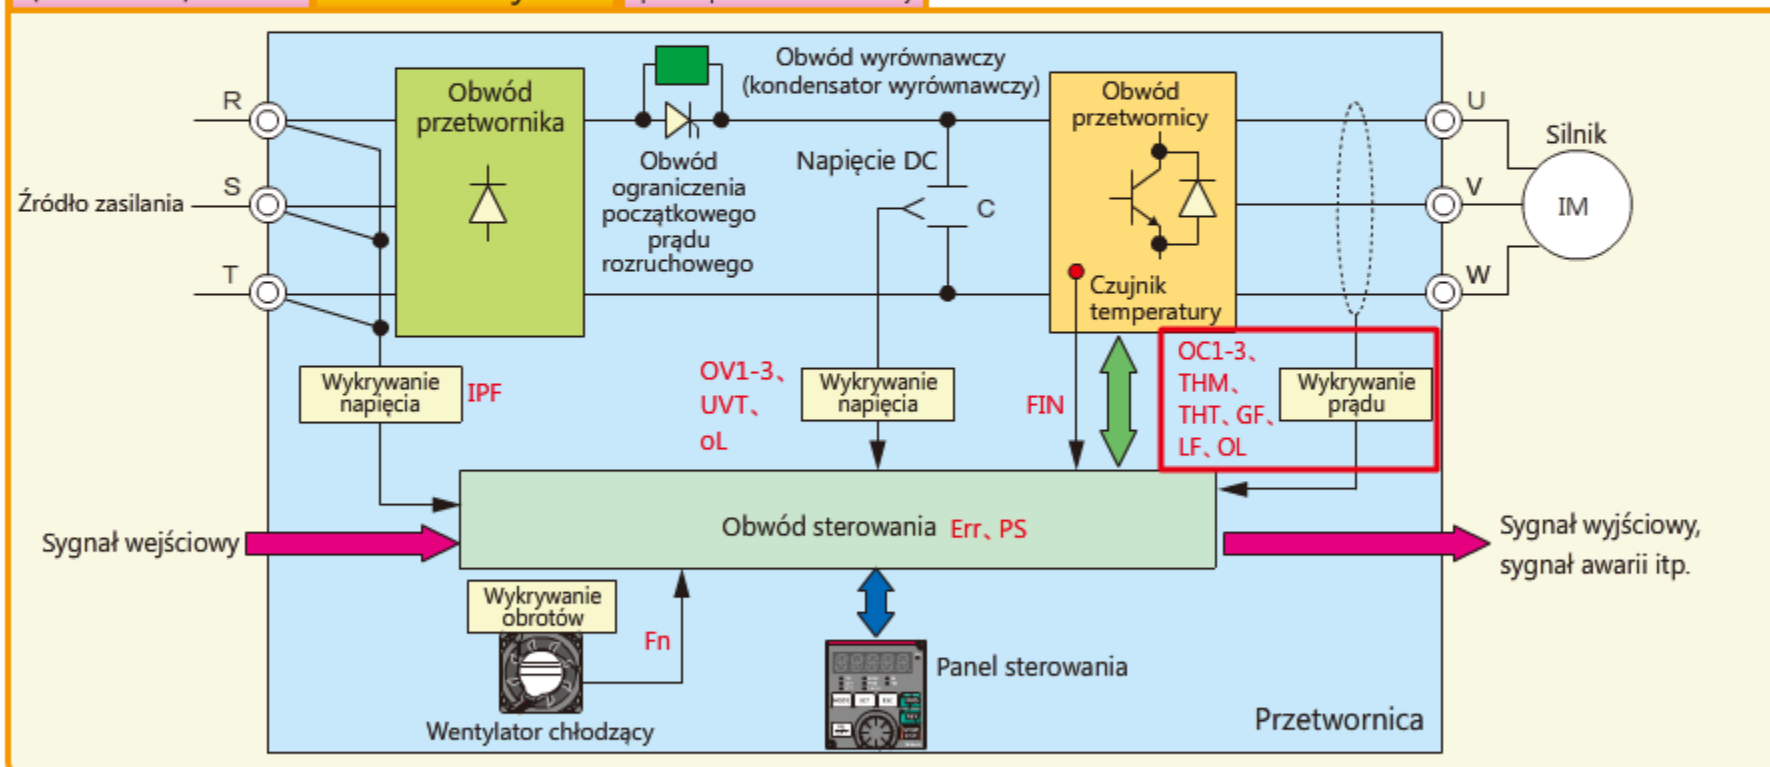 Obwód wyrównawczy
(kondensator wyrównawczy)
Obwód
przetwornika
Obwód
przetwornicy
R
S
T
Źródło zasilania
Obwód
ograniczenia
początkowego
prądu
rozruchowego
Napięcie DC
C
Czujnik
temperatury
U
V
W
Silnik
IM
Wykrywanie
napięcia
IPF
OV1-3、
UVT、
oL
Wykrywanie
napięcia
FIN
OC1-3、
THM、
THT、GF、
LF、OL
Wykrywanie
prądu
Sygnał wejściowy
Obwód sterowania Err、PS
Sygnał wyjściowy,
sygnał awarii itp.
Wykrywanie
obrotów
Fn
Wentylator chłodzący
Panel sterowania
Przetwornica